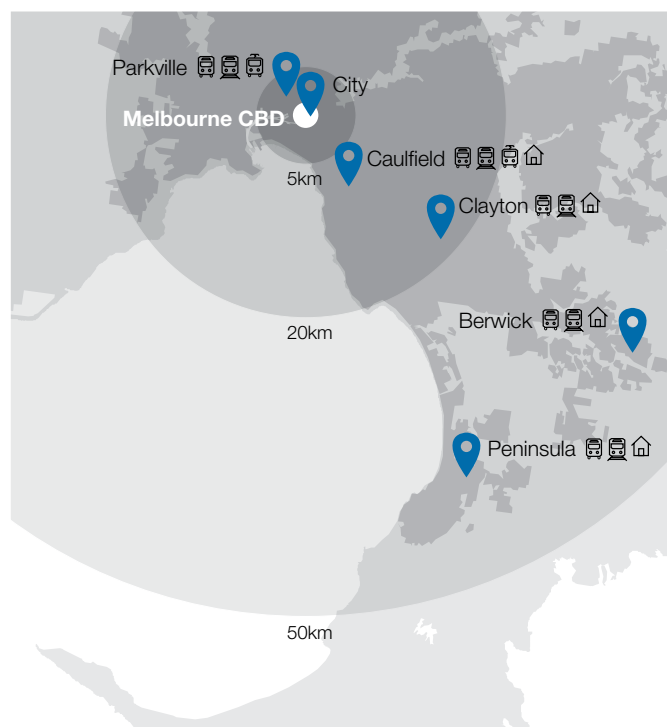 Parkville
City
Melbourne CBD
Caulfield
5km
Clayton
Berwick
20km
Peninsula
50km